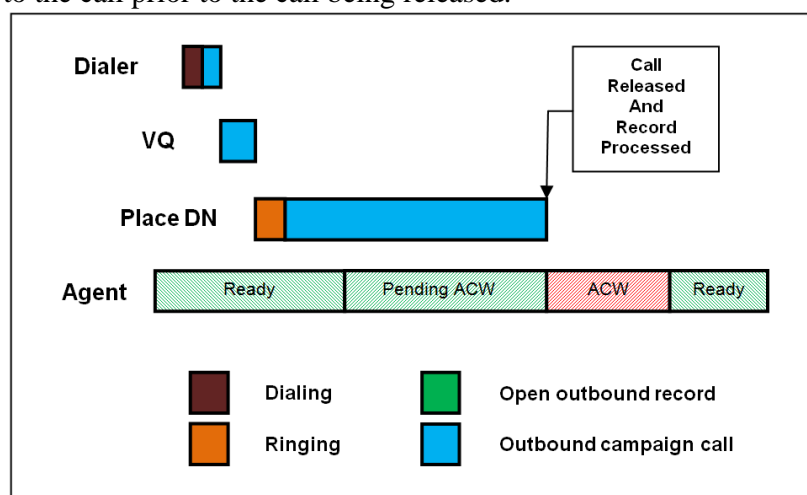 to the call prior to the call being released.
Dialer
Call
Released
And
Record
Processed
VQ
Place DN
Agent
Ready
Pending ACW
ACW
Ready
Dialing
Open outbound record
Ringing
Outbound campaign call